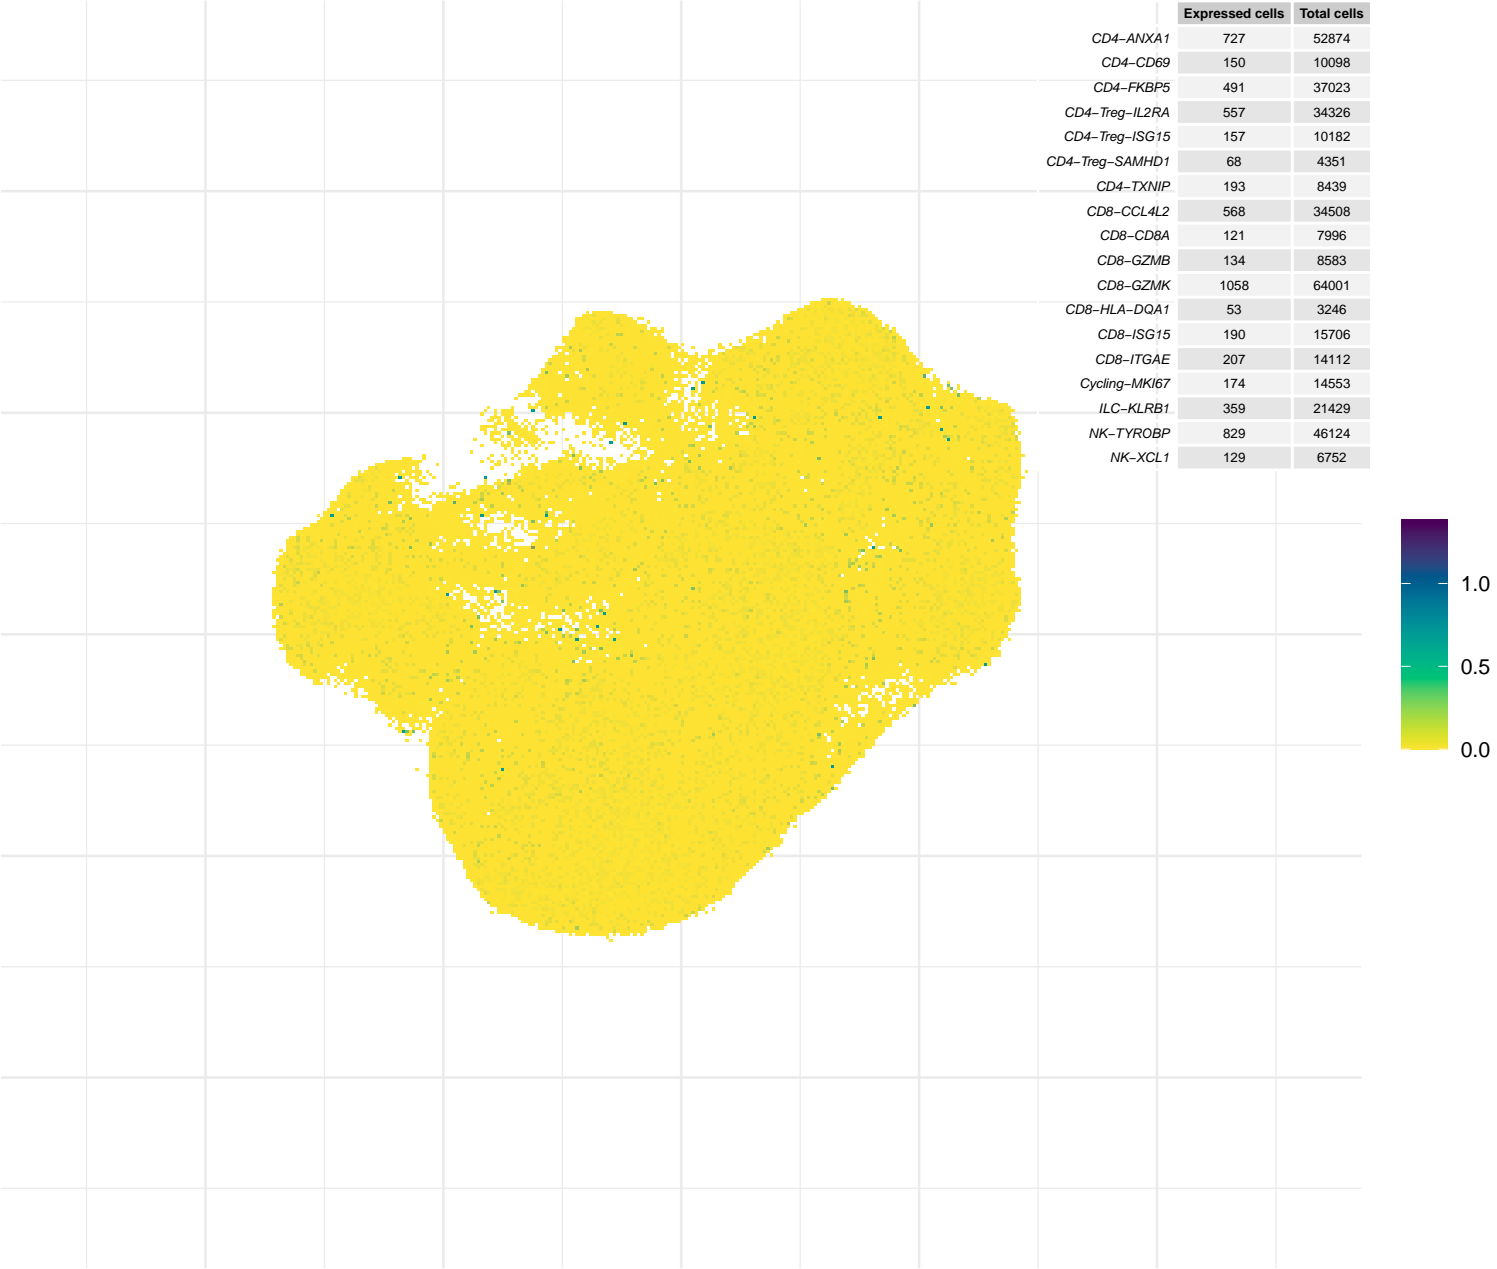 Expressed cells Total cells
CD4−ANXA1 727 52874
CD4−CD69 150 10098
CD4−FKBP5 491 37023
CD4−Treg−IL2RA 557 34326
CD4−Treg−ISG15 157 10182
CD4−Treg−SAMHD1 68 4351
CD4−TXNIP 193 8439
CD8−CCL4L2 568 34508
CD8−CD8A 121 7996
CD8−GZMB 134 8583
CD8−GZMK 1058 64001
CD8−HLA−DQA1 53 3246
CD8−ISG15 190 15706
CD8−ITGAE 207 14112
Cycling−MKI67 174 14553
ILC−KLRB1 359 21429
NK−TYROBP 829 46124
NK−XCL1 129 6752
1.0
0.5
0.0